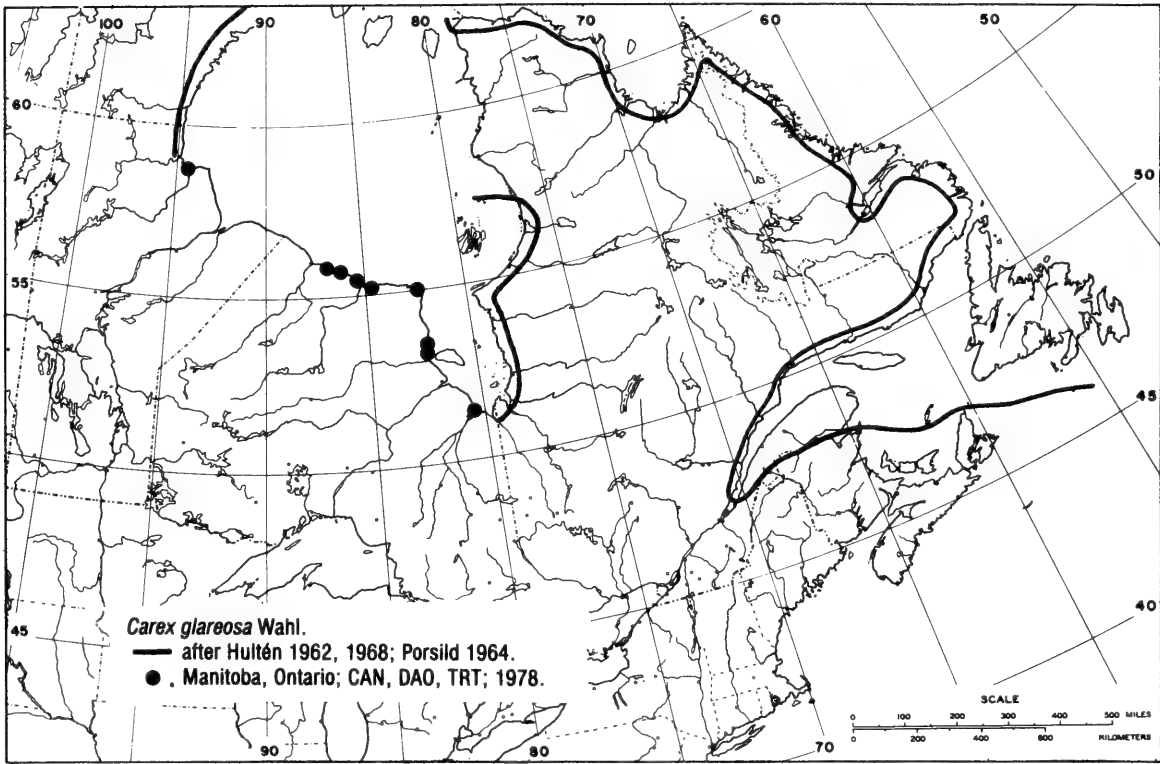 100
90
80
70
60
50
60
50
55
45
45
40
Carex glareosa Wahl.
after Hultén 1962, 1968; Porsild 1964.
. Manitoba, Ontario; CAN, DAO, TRT; 1978.
SCALE
0 100 200 300 400 500 MILES
0 200 400 600 KILOMETERS
90
80
70